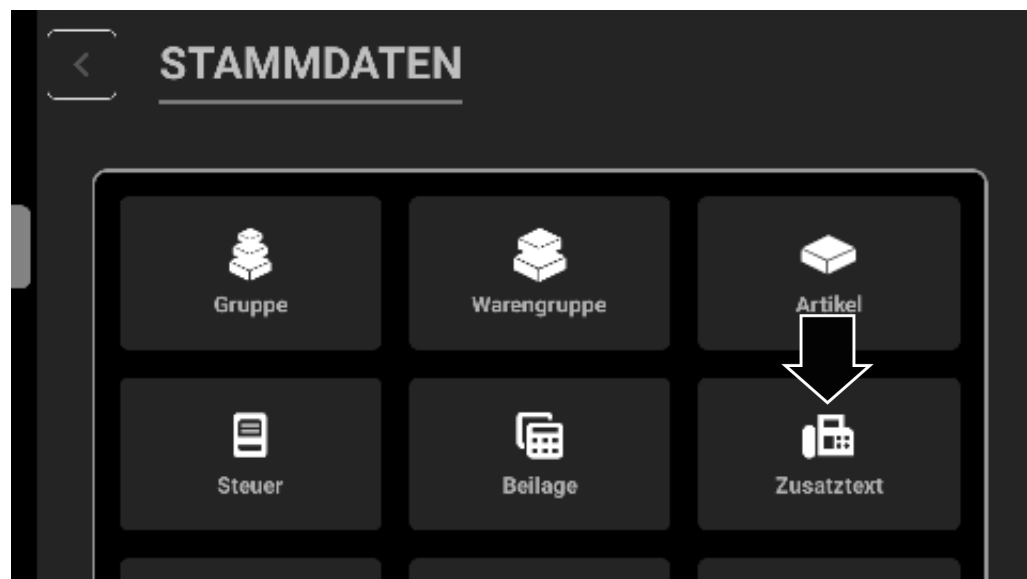 STAMMDATEN
Gruppe
Warengruppe
Artikel
Steuer
Beilage
Zusatztext